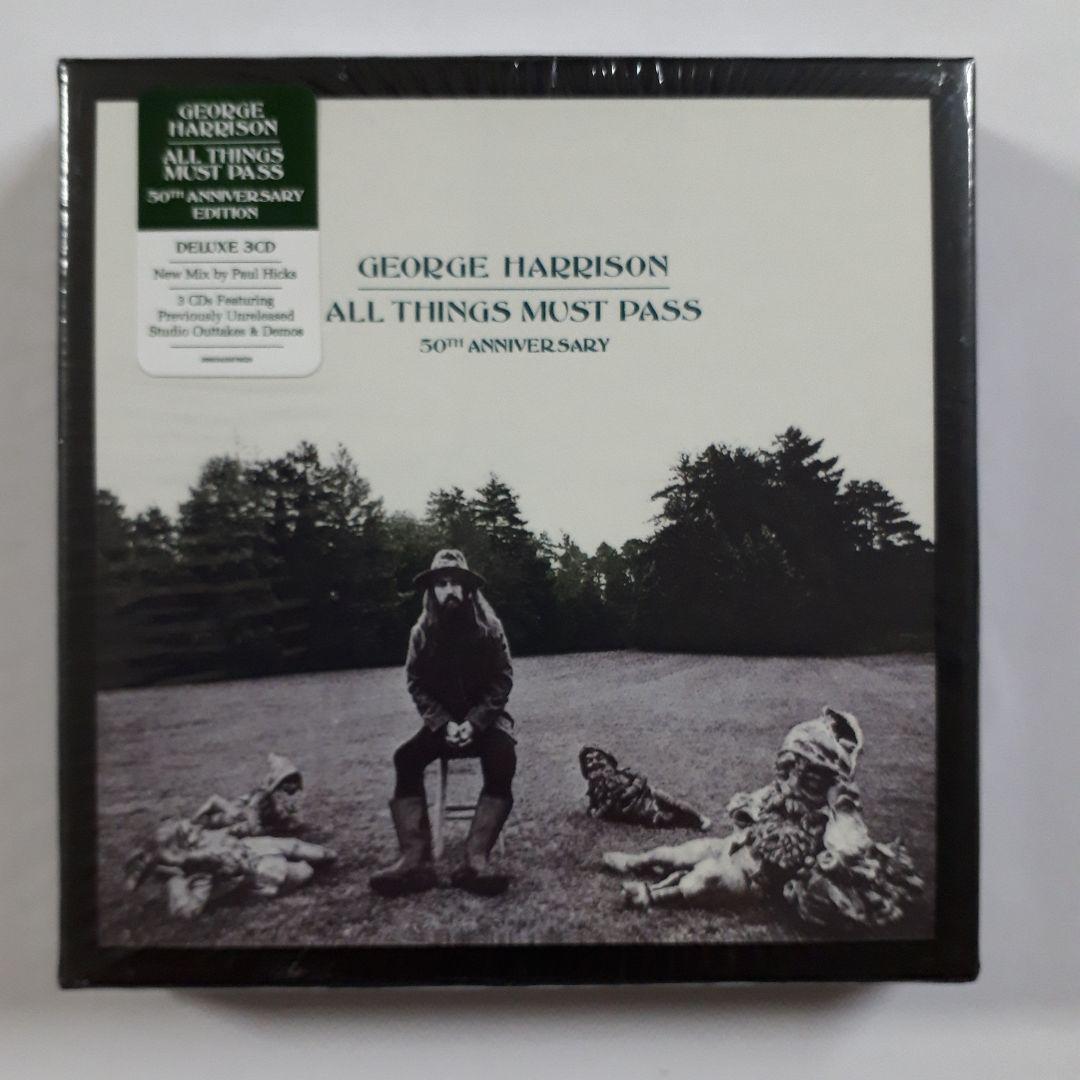 GEORGE
HARRISON
ALL THINGS
MUST PASS
50TH ANNIVERSARY
EDITION
DELUXE 3CD
New Mix by Paul Hicks
3 CDs Featuring
Previously Unreleased
Studio Outtakes & Demos
GEORGE HARRISON
ALL THINGS MUST PASS
50TH ANNIVERSARY